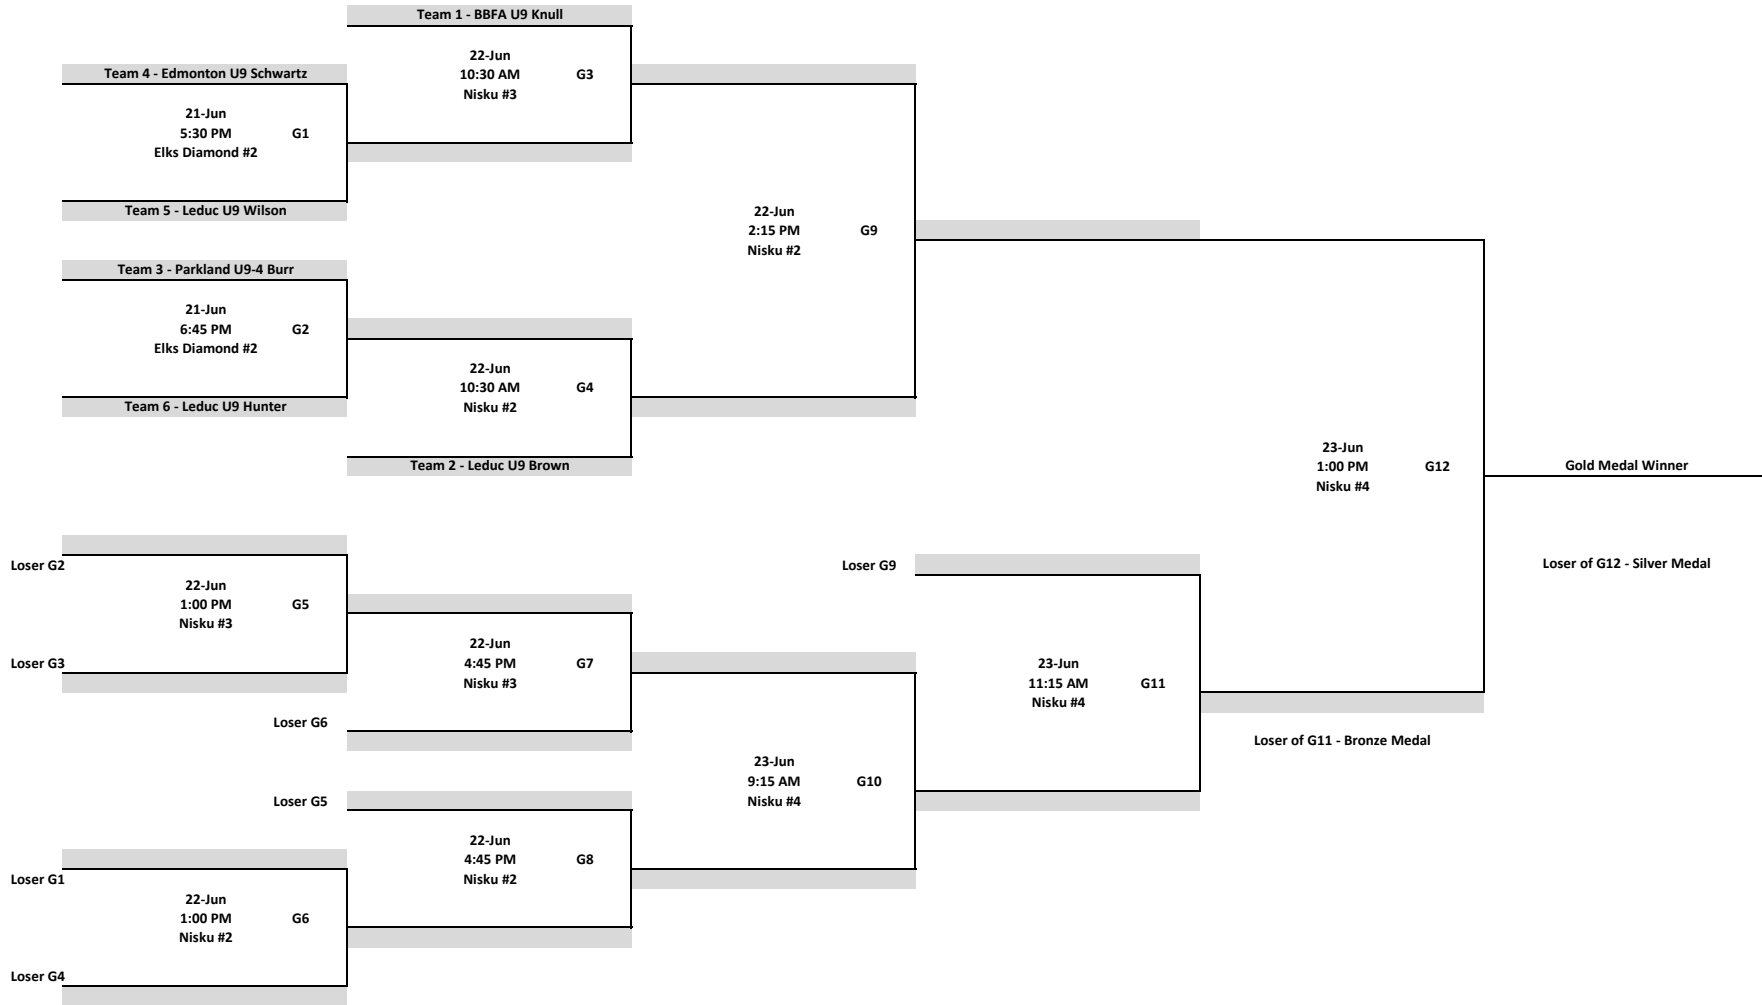 Team 1 - BBFA U9 Knull
22-Jun
10:30 AM G3
Nisku #3
Team 4 - Edmonton U9 Schwartz
21-Jun
5:30 PM G1
Elks Diamond #2
Team 5 - Leduc U9 Wilson
22-Jun
2:15 PM G9
Nisku #2
Team 3 - Parkland U9-4 Burr
21-Jun
6:45 PM G2
Elks Diamond #2
Team 6 - Leduc U9 Hunter
22-Jun
10:30 AM G4
Nisku #2
Team 2 - Leduc U9 Brown
23-Jun
1:00 PM G12
Nisku #4
Gold Medal Winner
Loser of G12 - Silver Medal
Loser G2
22-Jun
1:00 PM G5
Nisku #3
Loser G3
22-Jun
4:45 PM G7
Nisku #3
Loser G6
Loser G9
23-Jun
11:15 AM G11
Nisku #4
Loser of G11 - Bronze Medal
23-Jun
9:15 AM G10
Nisku #4
Loser G5
22-Jun
4:45 PM G8
Nisku #2
Loser G1
22-Jun
1:00 PM G6
Nisku #2
Loser G4